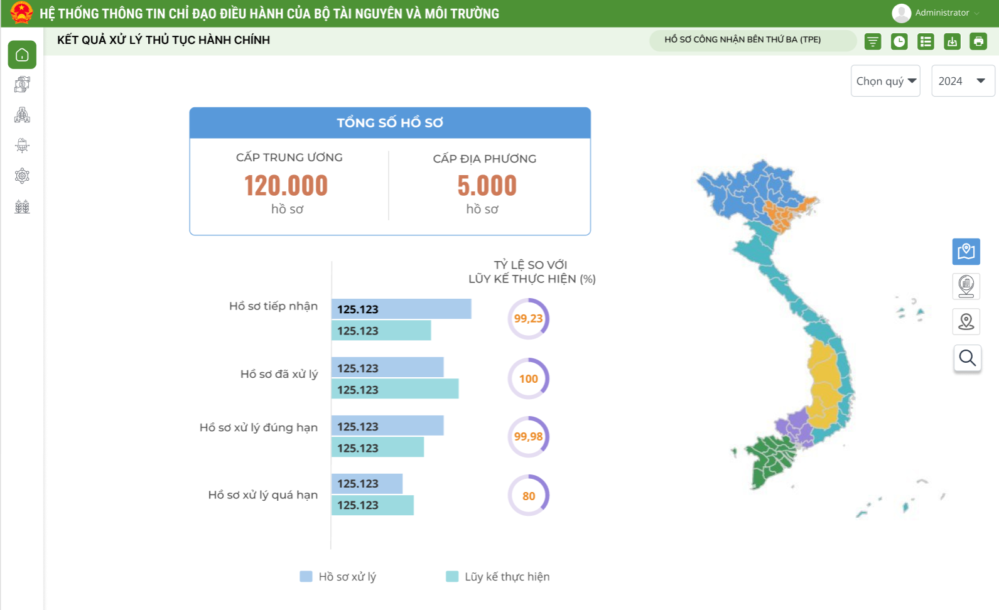 HỆ THỐNG THÔNG TIN CHỈ ĐẠO ĐIỀU HÀNH CỦA BỘ TÀI NGUYÊN VÀ MÔI TRƯỜNG
Administrator
KẾT QUẢ XỬ LÝ THỦ TỤC HÀNH CHÍNH
HỒ SƠ CÔNG NHẬN BÊN THỨ BA (TPE)
Chọn quý
2024
TỔNG SỐ HỒ SƠ
CẤP TRUNG ƯƠNG
120.000
hồ sơ
CẤP ĐỊA PHƯƠNG
5.000
hồ sơ
TỶ LỆ SO VỚI
LŨY KẾ THỰC HIỆN (%)
Hồ sơ tiếp nhận
125.123
125.123
99,23
Hồ sơ đã xử lý
125.123
125.123
100
Hồ sơ xử lý đúng hạn
125.123
125.123
99,98
Hồ sơ xử lý quá hạn
125.123
125.123
80
Hồ sơ xử lý
Lũy kế thực hiện